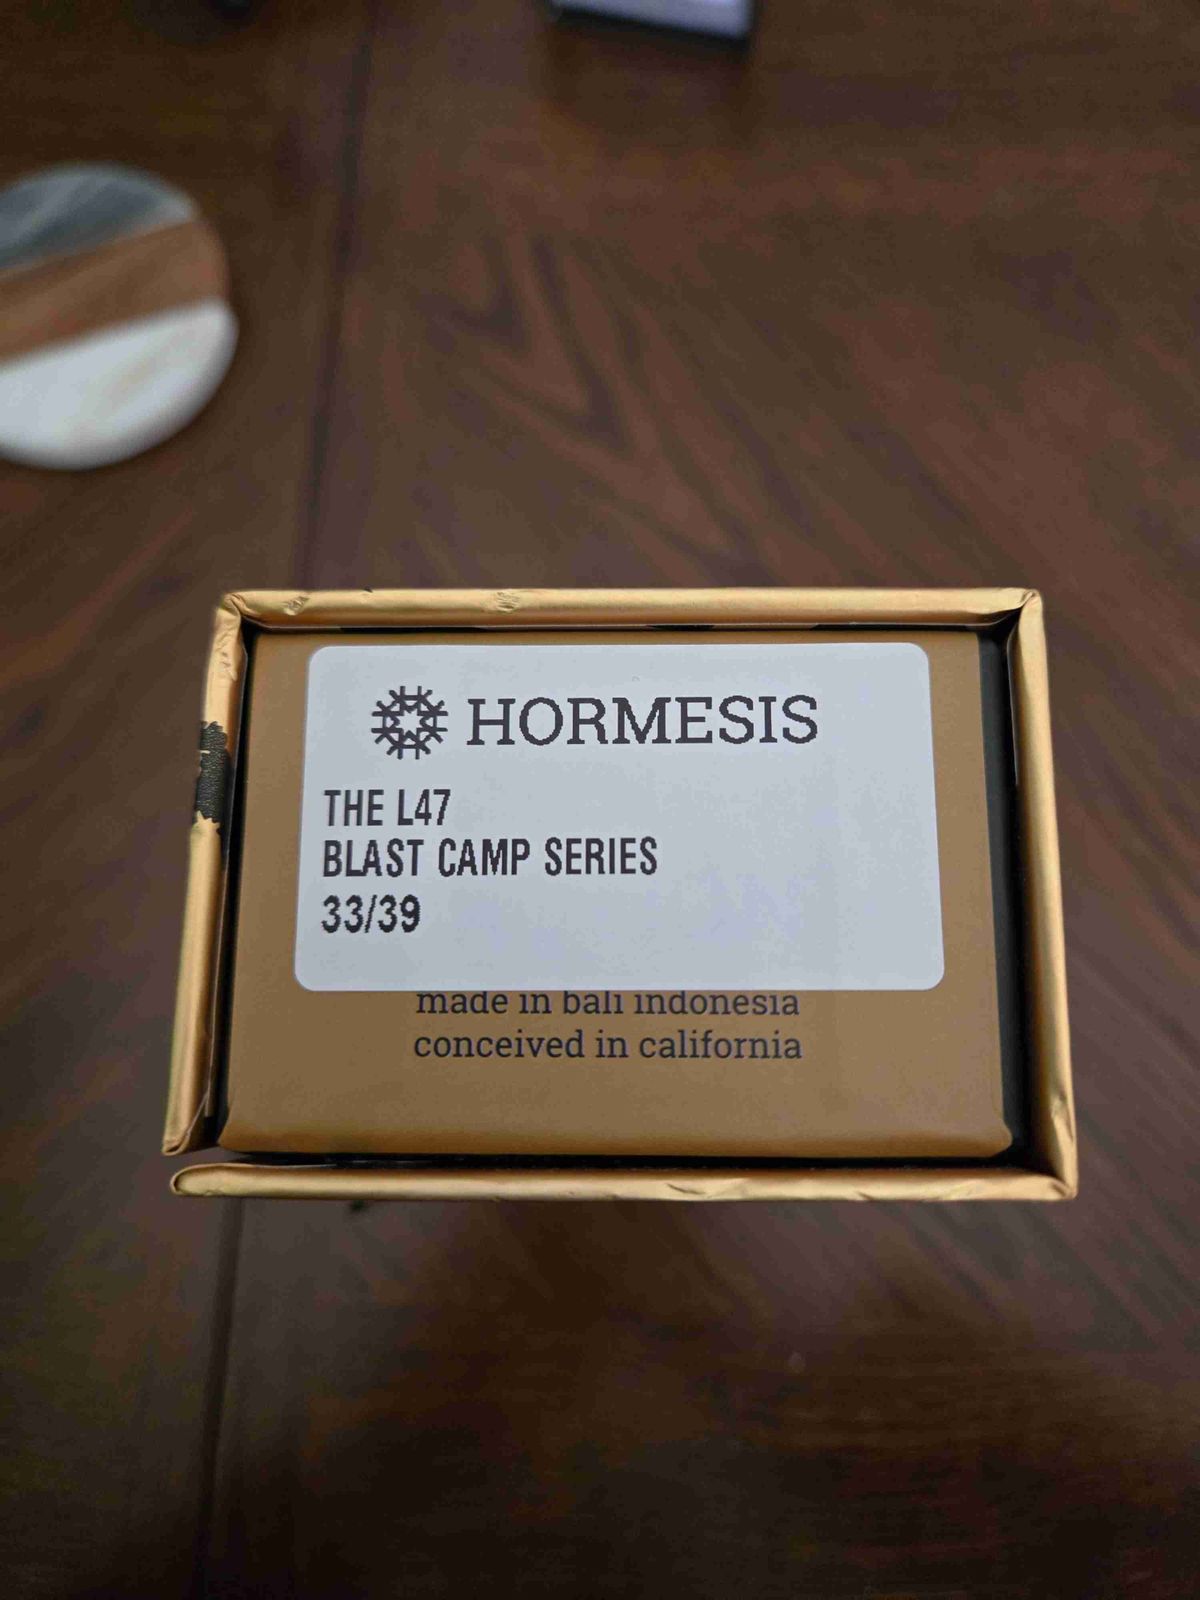 HORMESIS
THE L47
BLAST CAMP SERIES
33/39
made in bali indonesia
conceived in california